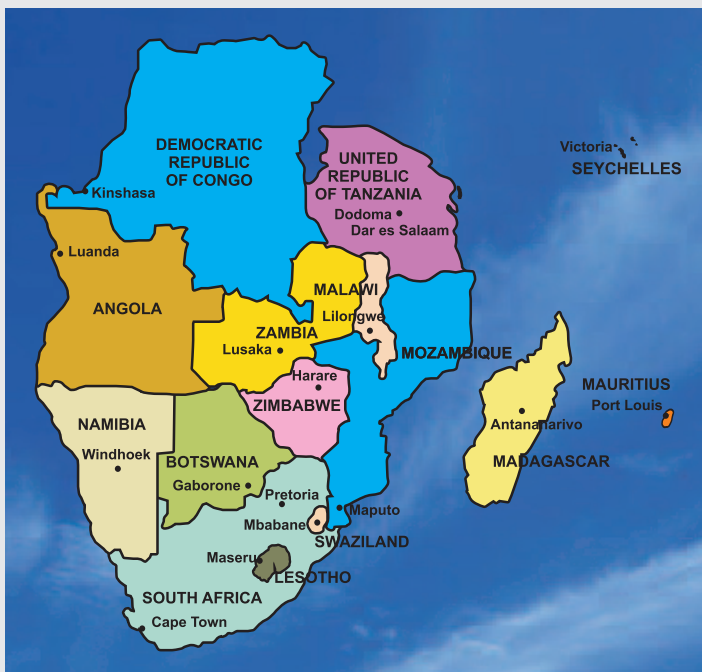 DEMOCRATIC
REPUBLIC
OF CONGO
Kinshasa
UNITED
REPUBLIC
OF TANZANIA
Dodoma
Dar es Salaam
Victoria
SEYCHELLES
Luanda
ANGOLA
MALAWI
Lilongwe
ZAMBIA
Lusaka
MOZAMBIQUE
Harare
ZIMBABWE
MAURITIUS
Port Louis
Antananarivo
MADAGASCAR
NAMIBIA
Windhoek
BOTSWANA
Gaborone
Pretoria
Maputo
Mbabane
SWAZILAND
Maseru
LESOTHO
SOUTH AFRICA
Cape Town